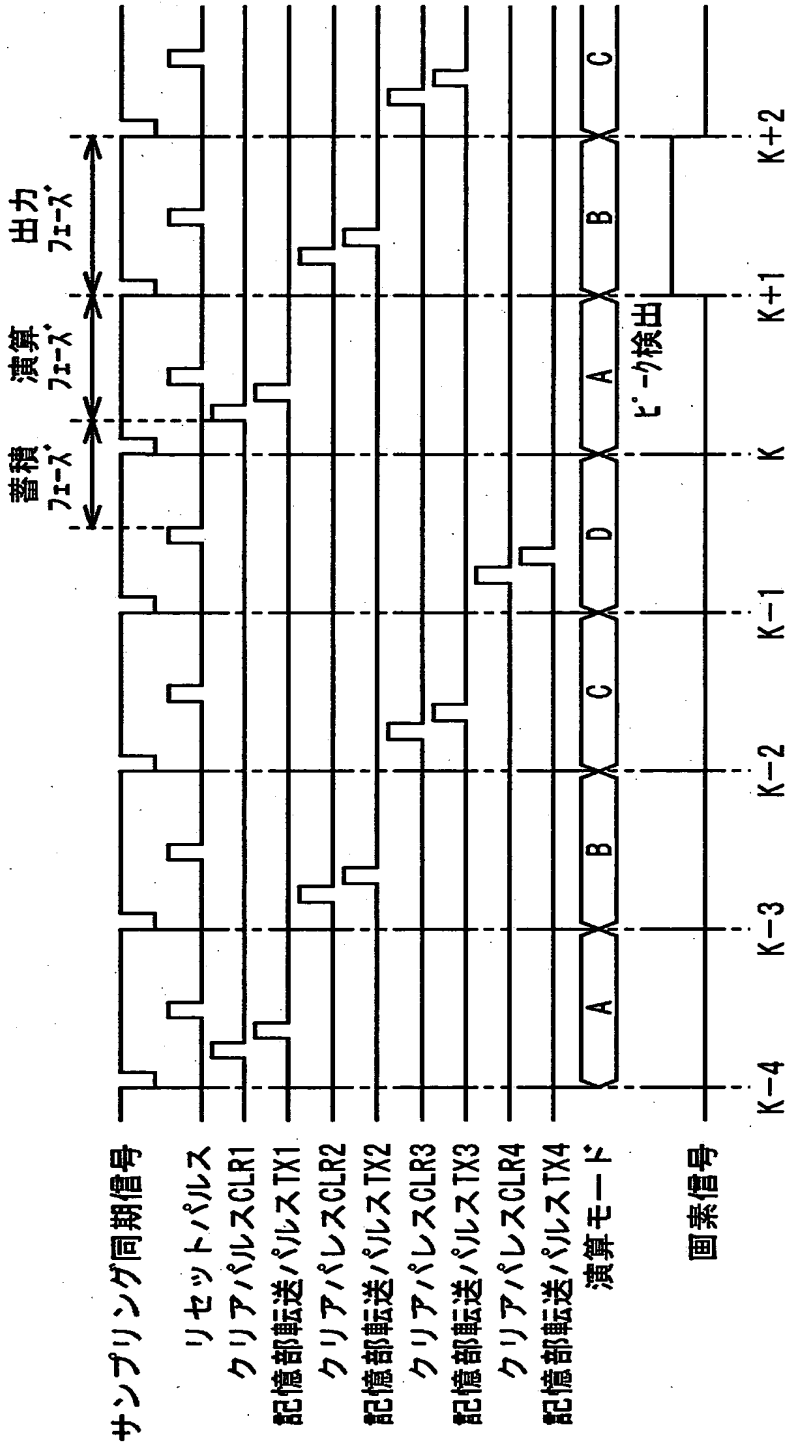 蓄積
フェーズ
演算
フェーズ
出力
フェーズ
サンプリング同期信号
リセットパルス
クリアパルスCLR1
記憶部転送パルスTX1
クリアパレスCLR2
記憶部転送パルスTX2
クリアパレスCLR3
記憶部転送パルスTX3
クリアパレスCLR4
記憶部転送パルスTX4
演算モード
A B C D A B C
ピーク検出
画素信号
K-4 K-3 K-2 K-1 K K+1 K+2